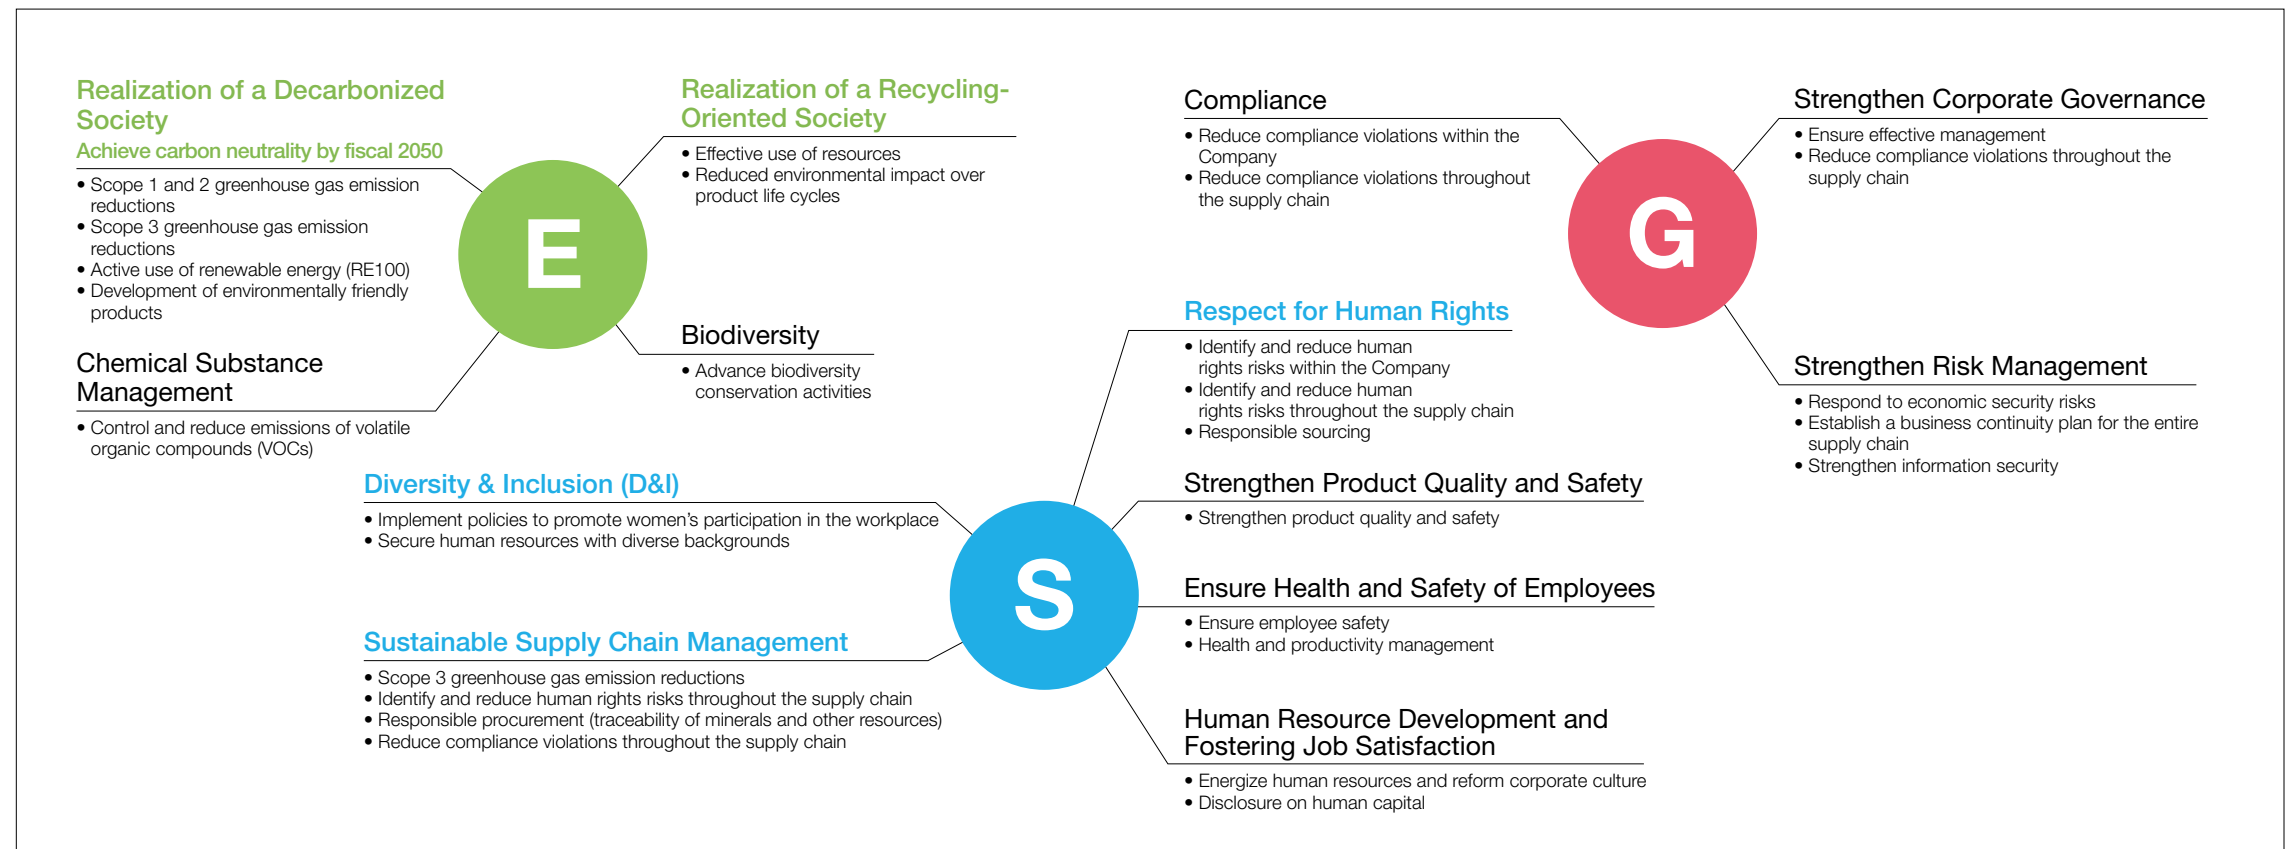 Realization of a Decarbonized
Society
Achieve carbon neutrality by fiscal 2050
• Scope 1 and 2 greenhouse gas emission
reductions
• Scope 3 greenhouse gas emission
reductions
• Active use of renewable energy (RE100)
• Development of environmentally friendly
products
Realization of a Recycling-
Oriented Society
• Effective use of resources
• Reduced environmental impact over
product life cycles
E
Chemical Substance
Management
• Control and reduce emissions of volatile
organic compounds (VOCs)
Biodiversity
• Advance biodiversity
conservation activities
Compliance
• Reduce compliance violations within the
Company
• Reduce compliance violations throughout
the supply chain
G
Strengthen Corporate Governance
• Ensure effective management
• Reduce compliance violations throughout the
supply chain
Strengthen Risk Management
• Respond to economic security risks
• Establish a business continuity plan for the entire
supply chain
• Strengthen information security
Diversity & Inclusion (D&I)
• Implement policies to promote women’s participation in the workplace
• Secure human resources with diverse backgrounds
Sustainable Supply Chain Management
• Scope 3 greenhouse gas emission reductions
• Identify and reduce human rights risks throughout the supply chain
• Responsible procurement (traceability of minerals and other resources)
• Reduce compliance violations throughout the supply chain
S
Respect for Human Rights
• Identify and reduce human
rights risks within the Company
• Identify and reduce human
rights risks throughout the supply chain
• Responsible sourcing
Strengthen Product Quality and Safety
• Strengthen product quality and safety
Ensure Health and Safety of Employees
• Ensure employee safety
• Health and productivity management
Human Resource Development and
Fostering Job Satisfaction
• Energize human resources and reform corporate culture
• Disclosure on human capital